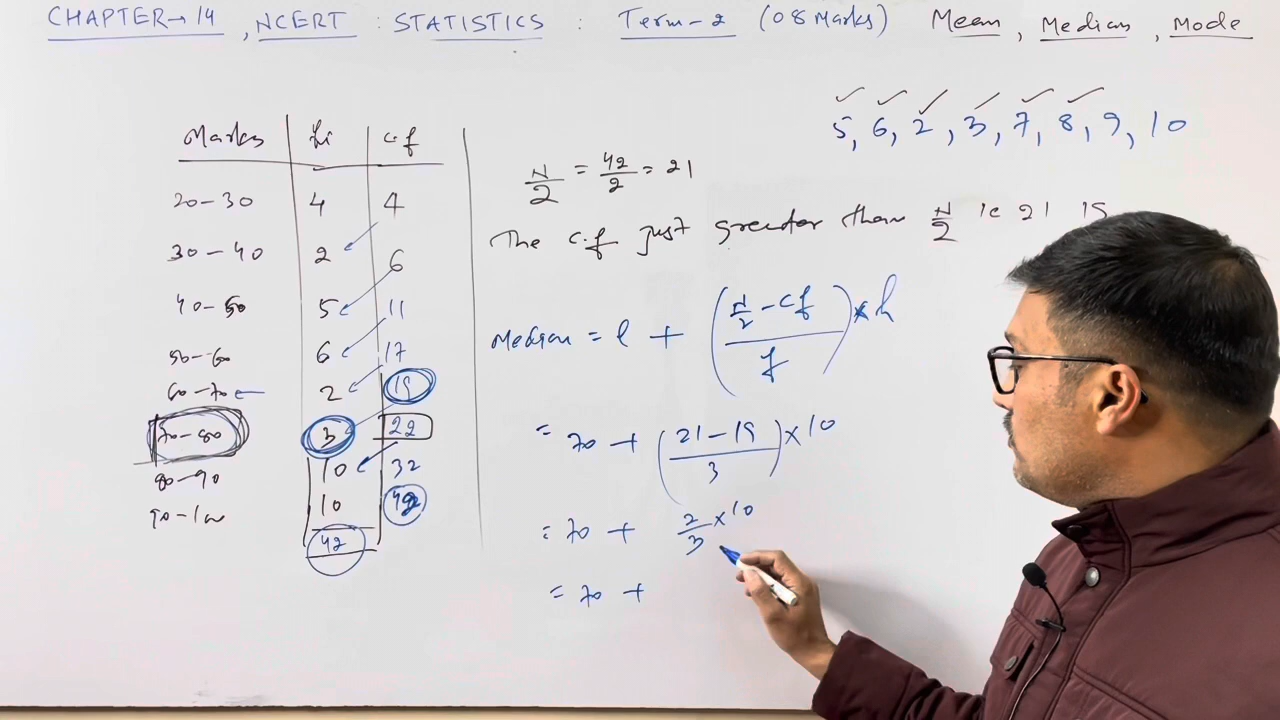 CHAPTER→14, NCERT STATISTICS : Term-2 (08 Marks) Mean, Median, Mode
5, 6, 2, 3, 7, 8, 9, 10
Marks fi cf
20-30 4 4
30-40 2 6
40-50 5 11
50-60 6 17
60-70 2 19
70-80 3 22
80-90 10 32
90-100 10 42
42
N/2 = 42/2 = 21
The c.f just greater than N/2 ie 21 is
Median = l + (N/2 - cf / f) × h
= 70 + (21-19 / 3) × 10
= 70 + 2/3 × 10
= 70 +